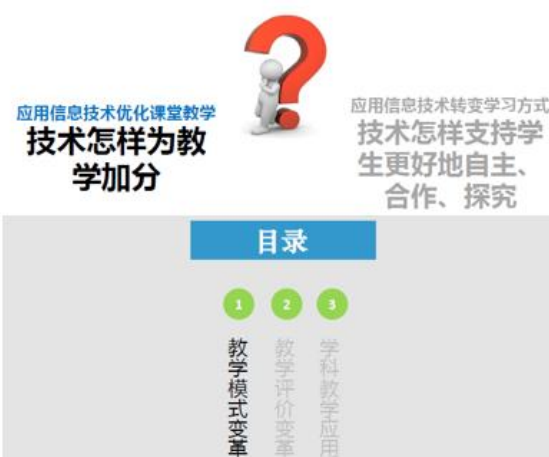 应用信息技术优化课堂教学
技术怎样为教
学加分
应用信息技术转变学习方式
技术怎样支持学
生更好地自主、
合作、探究
目录
1
2
3
教学模式变革
教学评价变革
学科教学应用